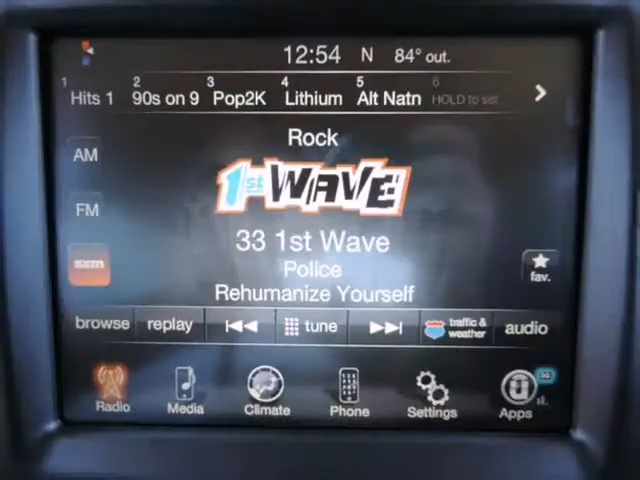 12:54 N 84° out.
1 Hits 1 2 90s on 9 3 Pop2K 4 Lithium 5 Alt Natn 6 HOLD to set
Rock
AM
1st WAVE
FM
33 1st Wave
sxm
Police
fav.
Rehumanize Yourself
browse replay tune traffic & weather audio
Radio Media Climate Phone Settings Apps